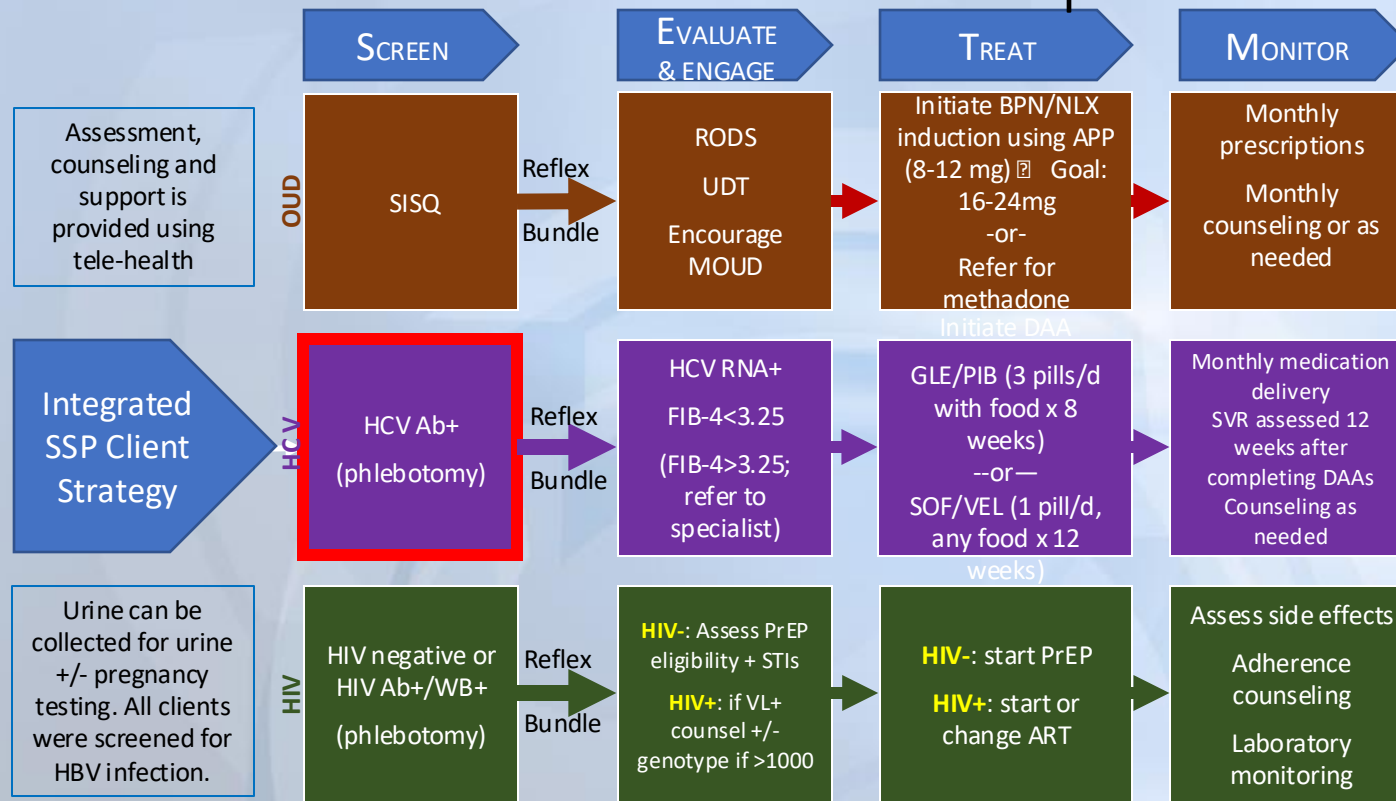 SCREEN
EVALUATE
& ENGAGE
TREAT
MONITOR
Assessment,
counseling and
support is
provided using
tele-health
OUD
SISQ
Reflex
Bundle
RODS
UDT
Encourage
MOUD
Initiate BPN/NLX
induction using APP
(8-12 mg) ⍰ Goal:
16-24mg
-or-
Refer for
methadone
Monthly
prescriptions
Monthly
counseling or as
needed
Integrated
SSP Client
Strategy
HCV
HCV Ab+
(phlebotomy)
Reflex
Bundle
HCV RNA+
FIB-4<3.25
(FIB-4>3.25;
refer to
specialist)
Initiate DAA
GLE/PIB (3 pills/d
with food x 8
weeks)
--or—
SOF/VEL (1 pill/d,
any food x 12
weeks)
Monthly medication
delivery
SVR assessed 12
weeks after
completing DAAs
Counseling as
needed
Urine can be
collected for urine
+/- pregnancy
testing. All clients
were screened for
HBV infection.
HIV
HIV negative or
HIV Ab+/WB+
(phlebotomy)
Reflex
Bundle
HIV-: Assess PrEP
eligibility + STIs
HIV+: if VL+
counsel +/-
genotype if >1000
HIV-: start PrEP
HIV+: start or
change ART
Assess side effects
Adherence
counseling
Laboratory
monitoring